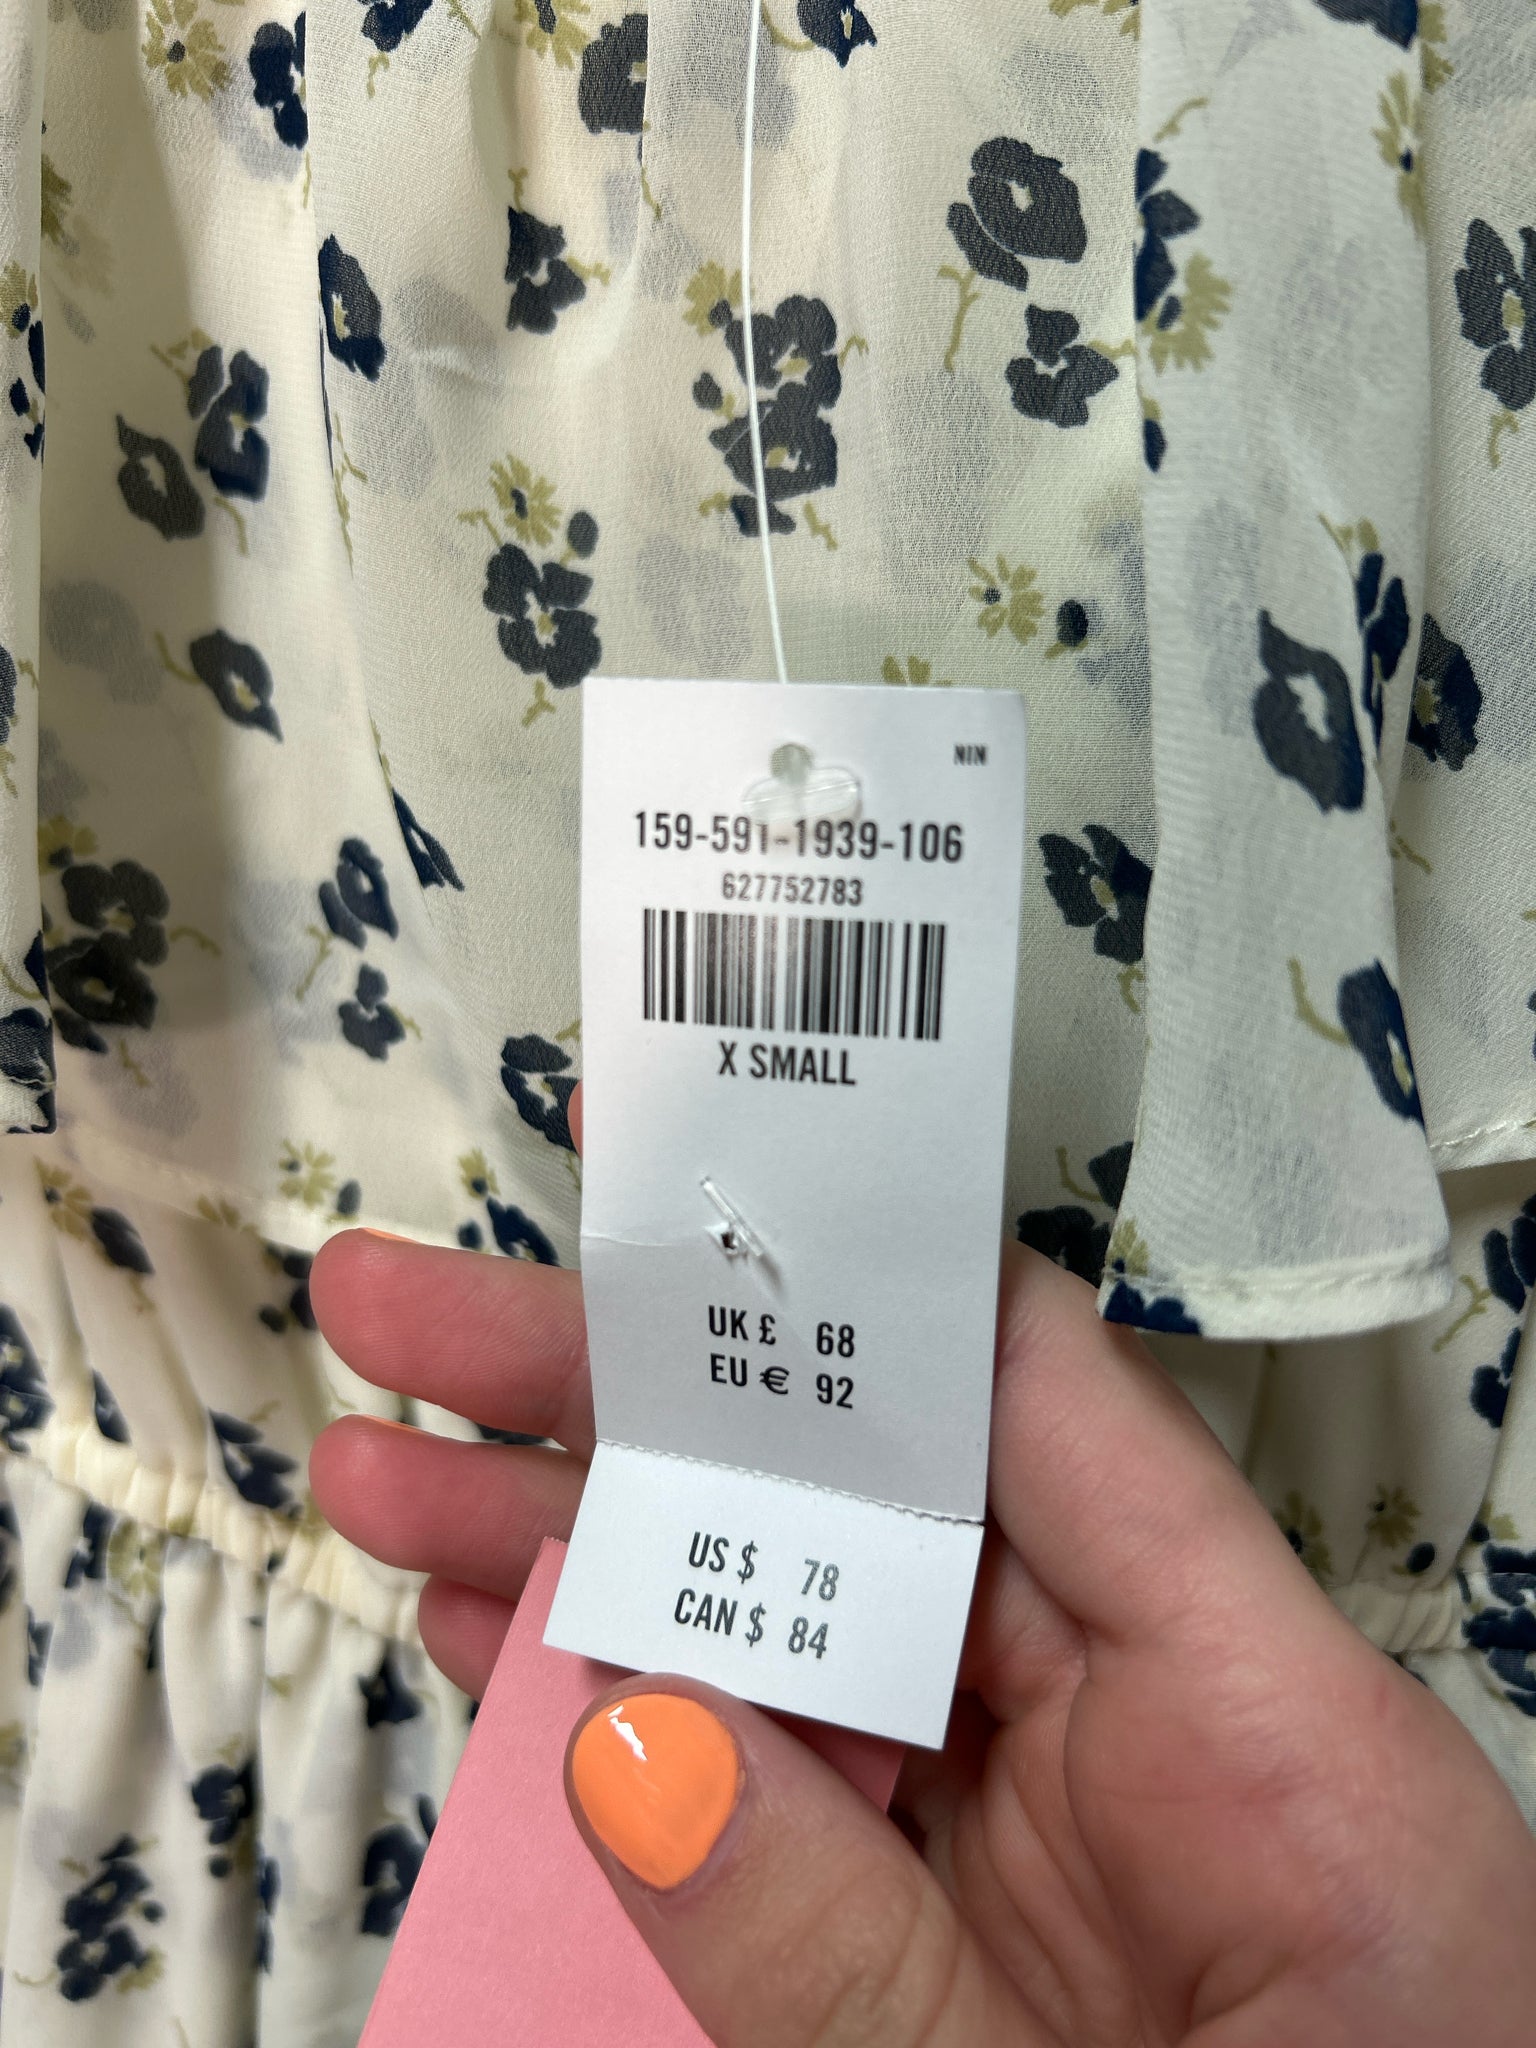 NIN
159-591-1939-106
627752783
X SMALL
UK £ 68
EU € 92
US $ 78
CAN $ 84